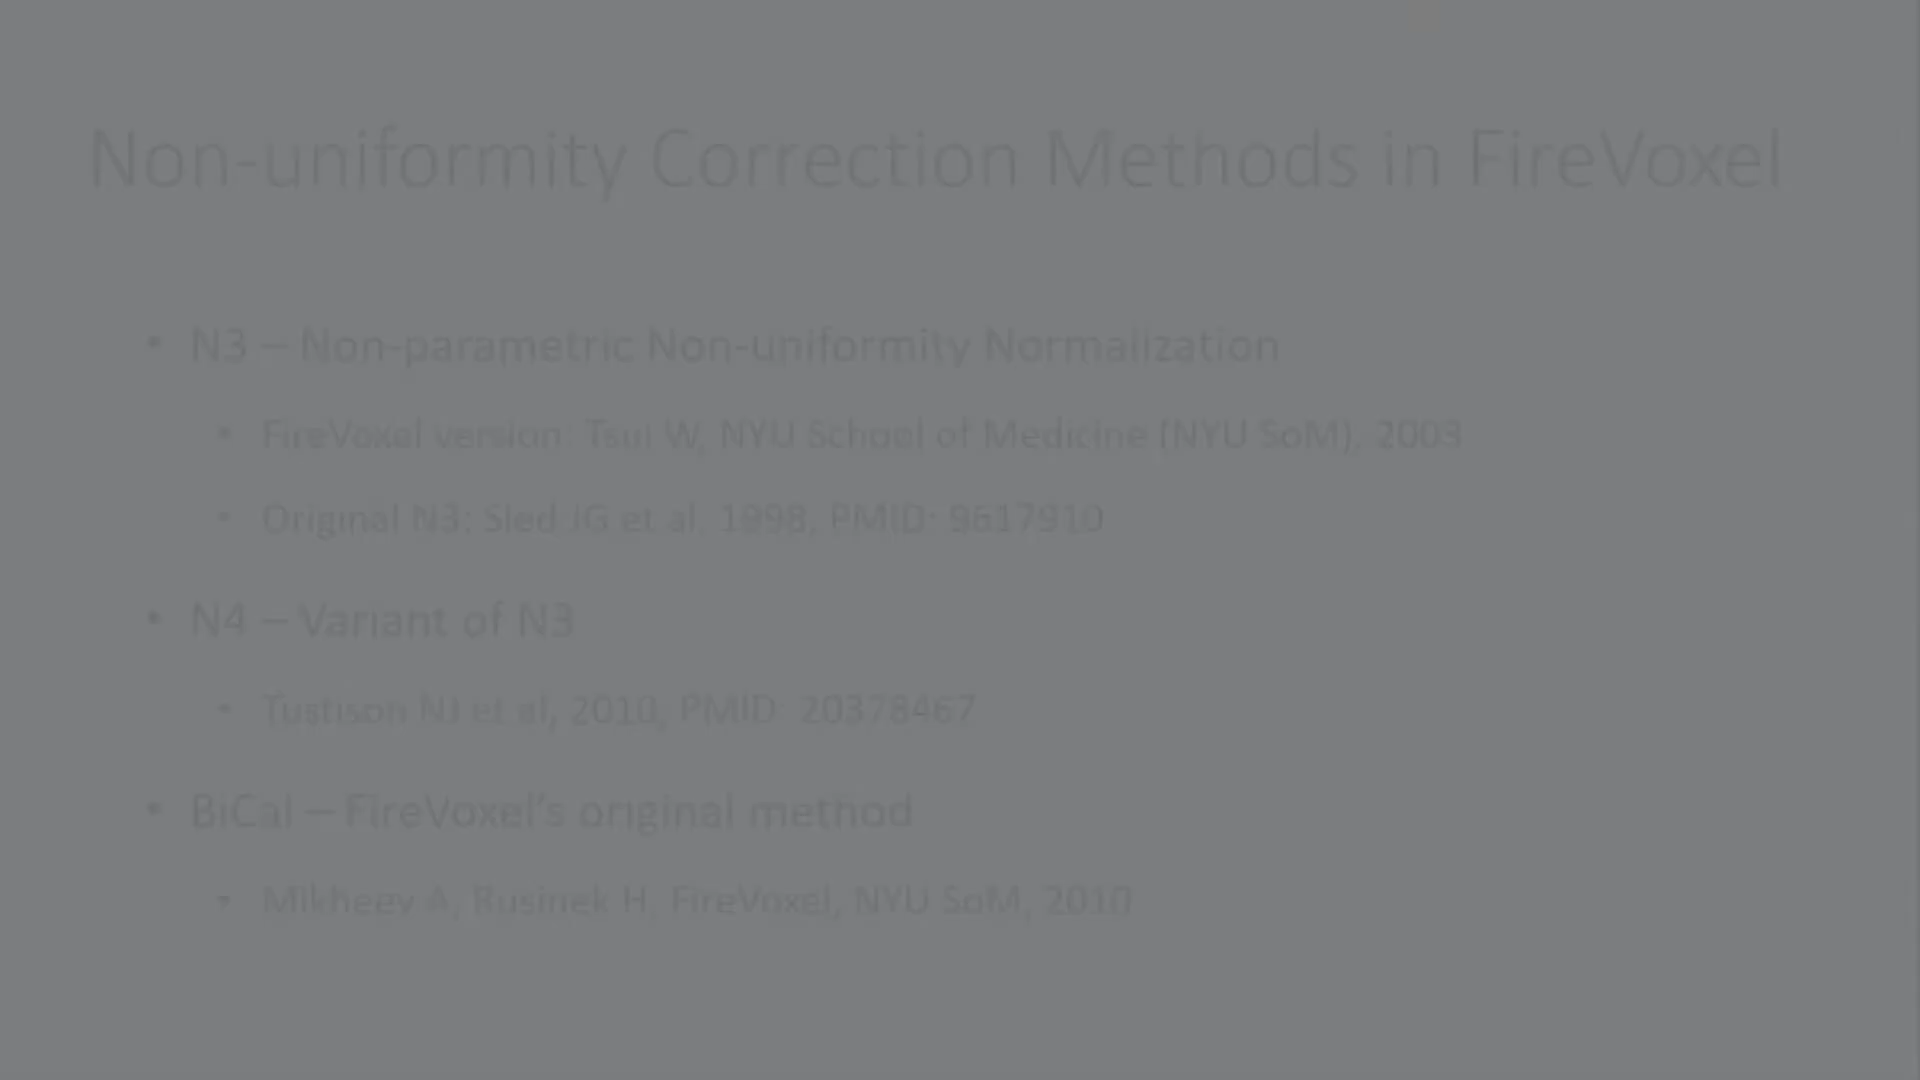 Non-uniformity Correction Methods in FireVoxel
• N3 – Non-parametric Non-uniformity Normalization
• FireVoxel version: Tsui W, NYU School of Medicine (NYU SoM), 2003
• Original N3: Sled JG et al, 1998, PMID: 9617910
• N4 – Variant of N3
• Tustison NJ et al, 2010, PMID: 20378467
• BiCal – FireVoxel's original method
• Mikheev A, Rusinek H, FireVoxel, NYU SoM, 2010